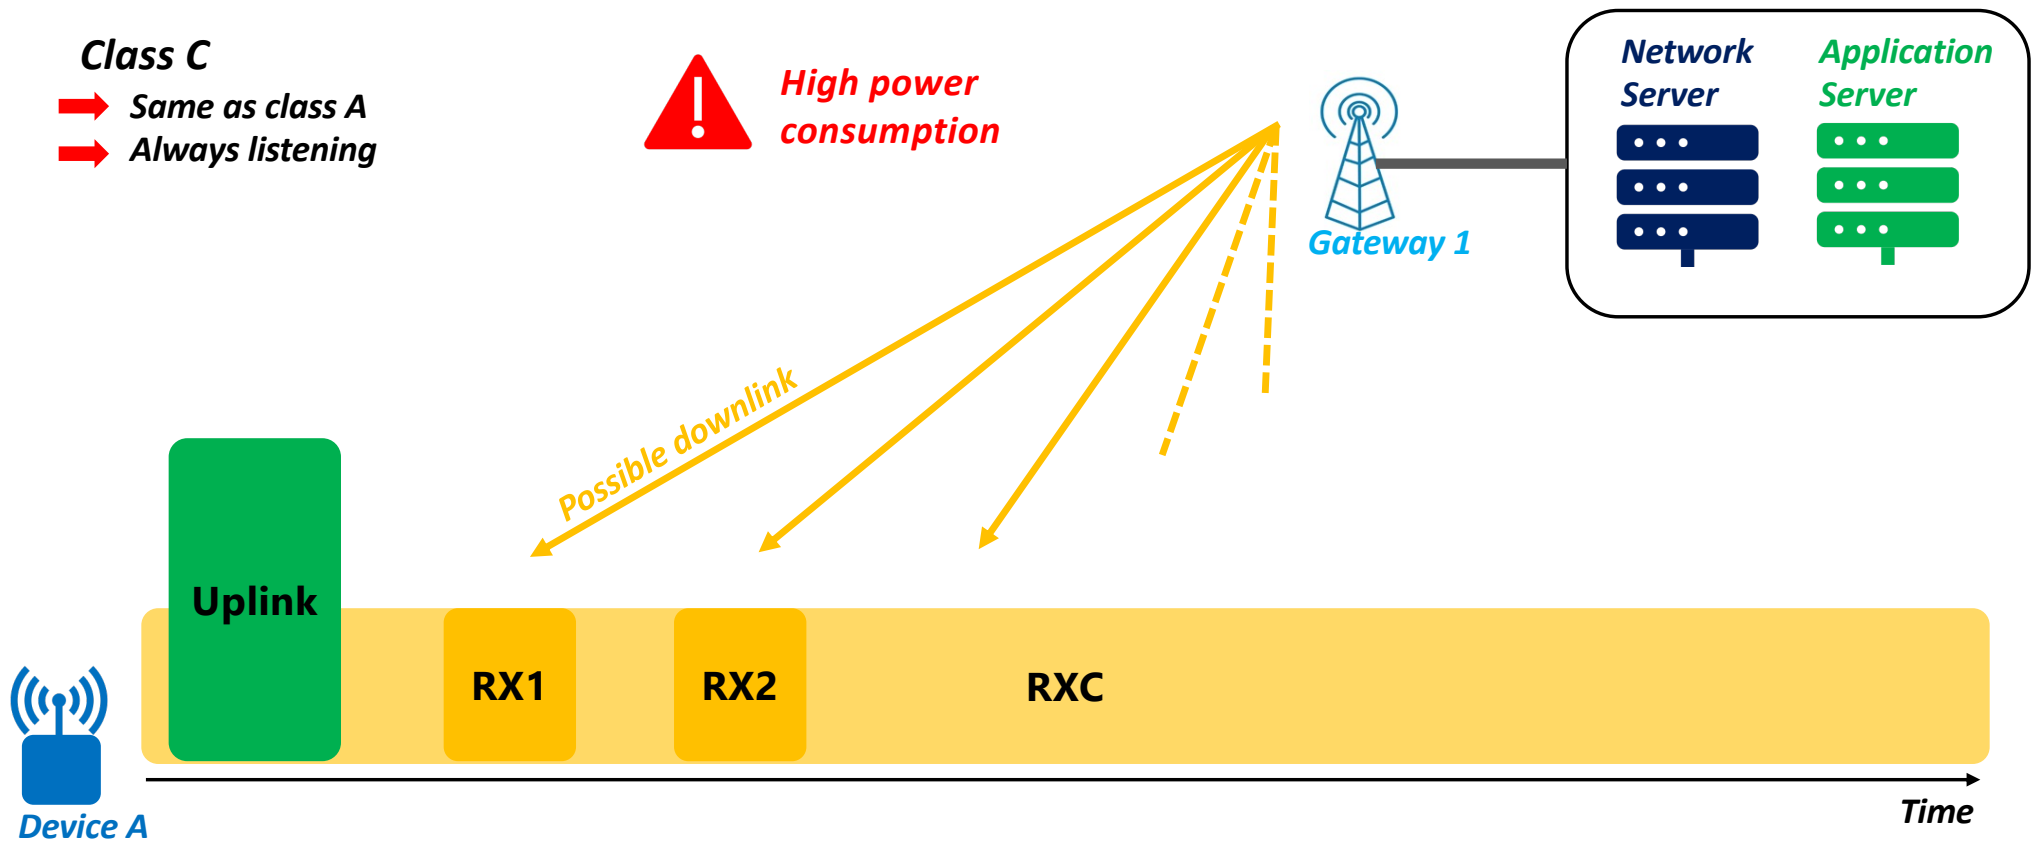 Class C
Same as class A
Always listening
High power
consumption
Network
Server
Application
Server
Gateway 1
Possible downlink
Uplink
RX1
RX2
RXC
Time
Device A